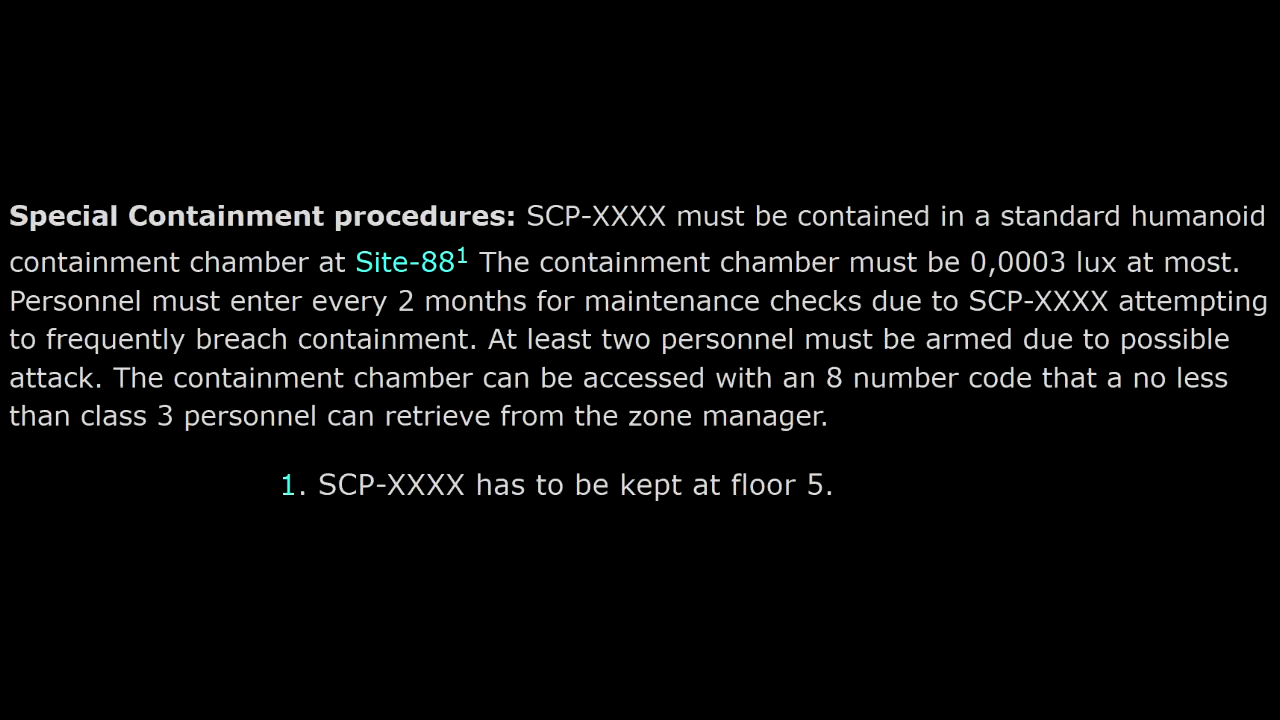 Special Containment procedures: SCP-XXXX must be contained in a standard humanoid
containment chamber at Site-88¹ The containment chamber must be 0,0003 lux at most.
Personnel must enter every 2 months for maintenance checks due to SCP-XXXX attempting
to frequently breach containment. At least two personnel must be armed due to possible
attack. The containment chamber can be accessed with an 8 number code that a no less
than class 3 personnel can retrieve from the zone manager.
1. SCP-XXXX has to be kept at floor 5.